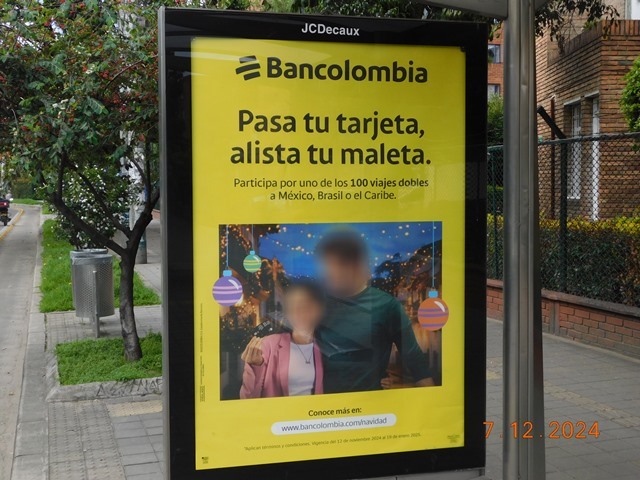 JCDecaux
Bancolombia
Pasa tu tarjeta,
alista tu maleta.
Participa por uno de los 100 viajes dobles
a México, Brasil o el Caribe.
Conoce más en:
www.bancolombia.com/navidad
7.12.2024